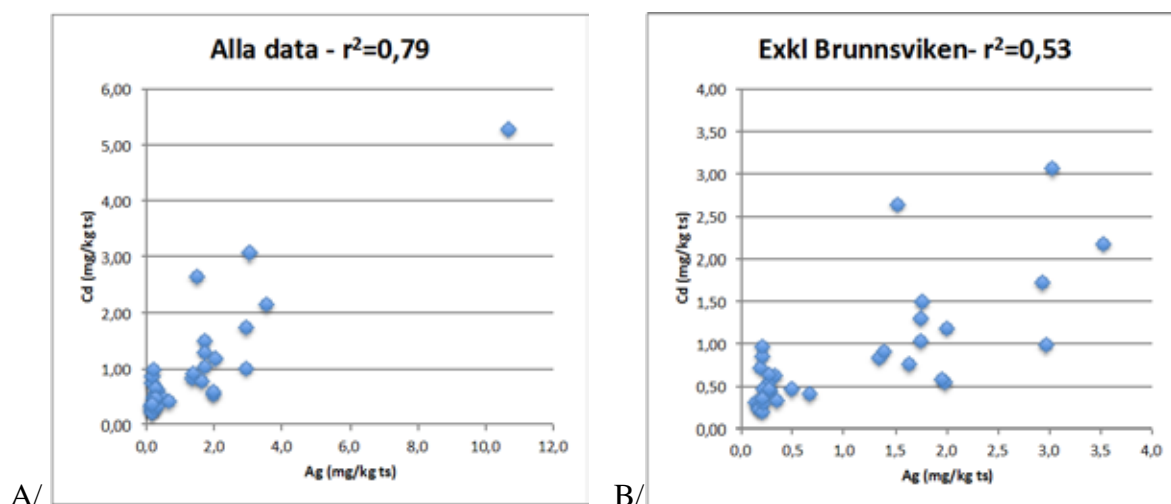 Alla data - r²=0,79
6,00
5,00
4,00
3,00
2,00
1,00
0,00
Cd (mg/kg ts)
0,0 2,0 4,0 6,0 8,0 10,0 12,0
Ag (mg/kg ts)
A/
Exkl Brunnsviken- r²=0,53
4,00
3,50
3,00
2,50
2,00
1,50
1,00
0,50
0,00
Cd (mg/kg ts)
0,0 0,5 1,0 1,5 2,0 2,5 3,0 3,5 4,0
Ag (mg/kg ts)
B/